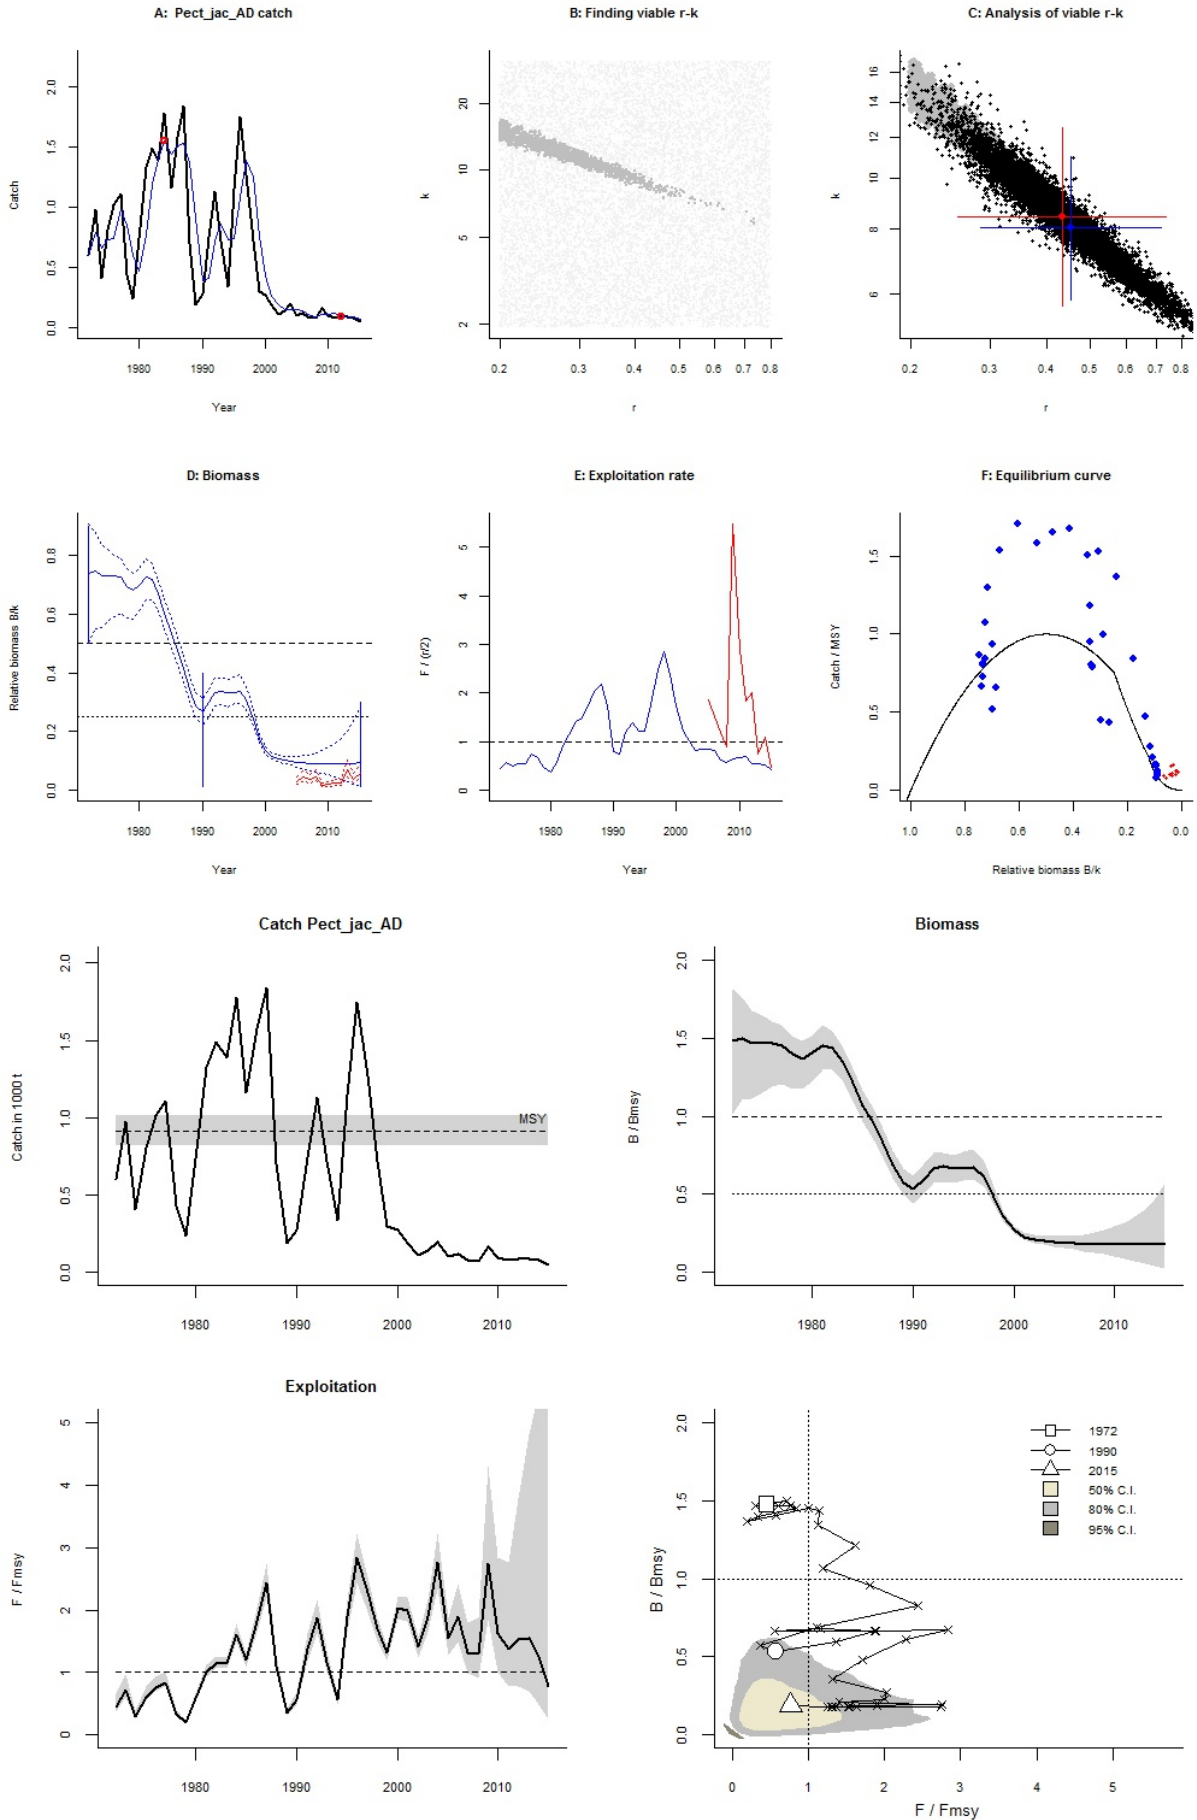 A: Pect_jac_AD catch
B: Finding viable r-k
C: Analysis of viable r-k
Catch
0.0 0.5 1.0 1.5 2.0
1980 1990 2000 2010
Year
k
2 5 10 20
0.2 0.3 0.4 0.5 0.6 0.7 0.8
r
k
6 8 10 12 14 16
0.2 0.3 0.4 0.5 0.6 0.7 0.8
r
D: Biomass
E: Exploitation rate
F: Equilibrium curve
Relative biomass B/k
0.0 0.2 0.4 0.6 0.8
1980 1990 2000 2010
Year
F / (r/2)
0 1 2 3 4 5
1980 1990 2000 2010
Year
Catch / MSY
0.0 0.5 1.0 1.5
1.0 0.8 0.6 0.4 0.2 0.0
Relative biomass B/k
Catch Pect_jac_AD
Biomass
Catch in 1000 t
0.0 0.5 1.0 1.5 2.0
MSY
1980 1990 2000 2010
B / Bmsy
0.0 0.5 1.0 1.5 2.0
1980 1990 2000 2010
Exploitation
F / Fmsy
0 1 2 3 4 5
1980 1990 2000 2010
B / Bmsy
0.0 0.5 1.0 1.5 2.0
1972
1990
2015
50% C.I.
80% C.I.
95% C.I.
0 1 2 3 4 5
F / Fmsy